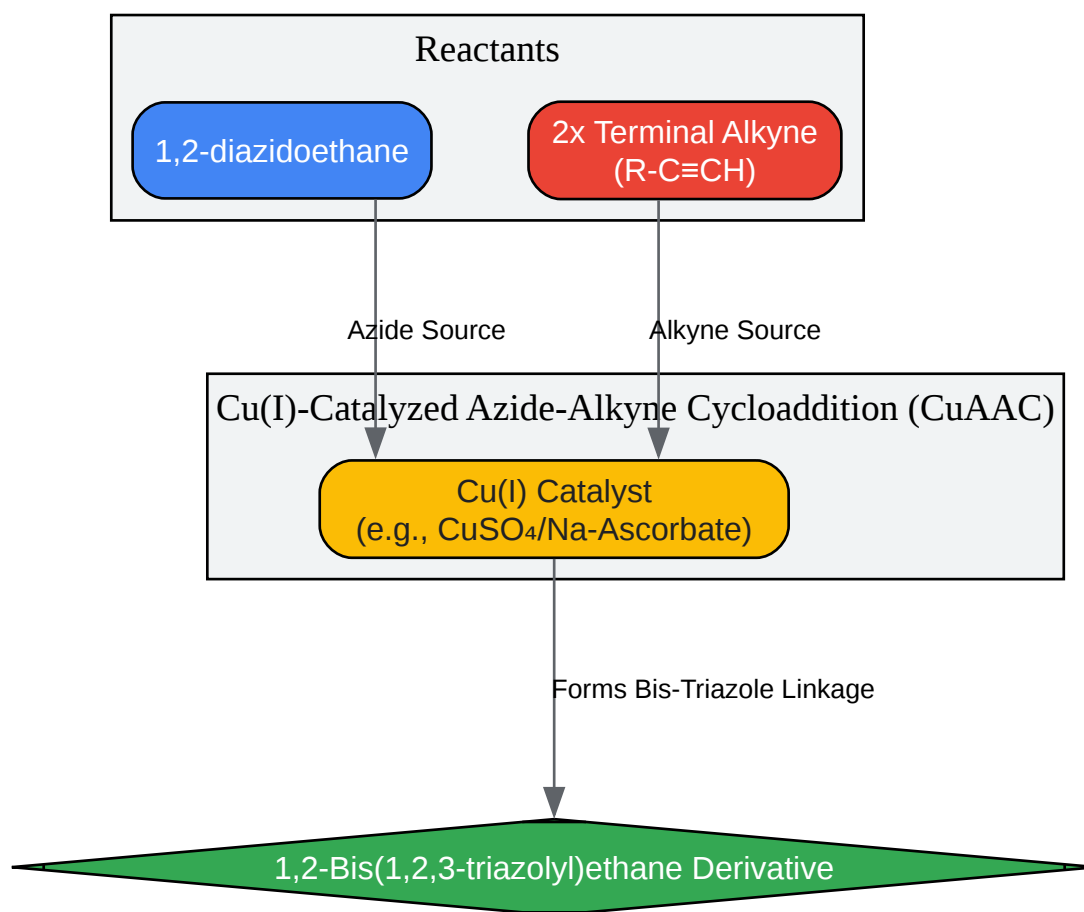 Reactants
1,2-diazidoethane
2x Terminal Alkyne
(R-C≡CH)
Azide Source
Alkyne Source
Cu(I)-Catalyzed Azide-Alkyne Cycloaddition (CuAAC)
Cu(I) Catalyst
(e.g., CuSO₄/Na-Ascorbate)
Forms Bis-Triazole Linkage
1,2-Bis(1,2,3-triazolyl)ethane Derivative